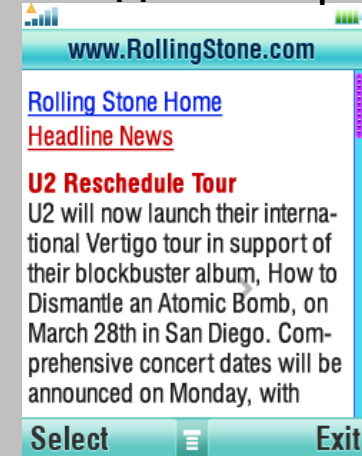 www.RollingStone.com
Rolling Stone Home
Headline News
U2 Reschedule Tour
U2 will now launch their interna-
tional Vertigo tour in support of
their blockbuster album, How to
Dismantle an Atomic Bomb, on
March 28th in San Diego. Com-
prehensive concert dates will be
announced on Monday, with
Select Exit